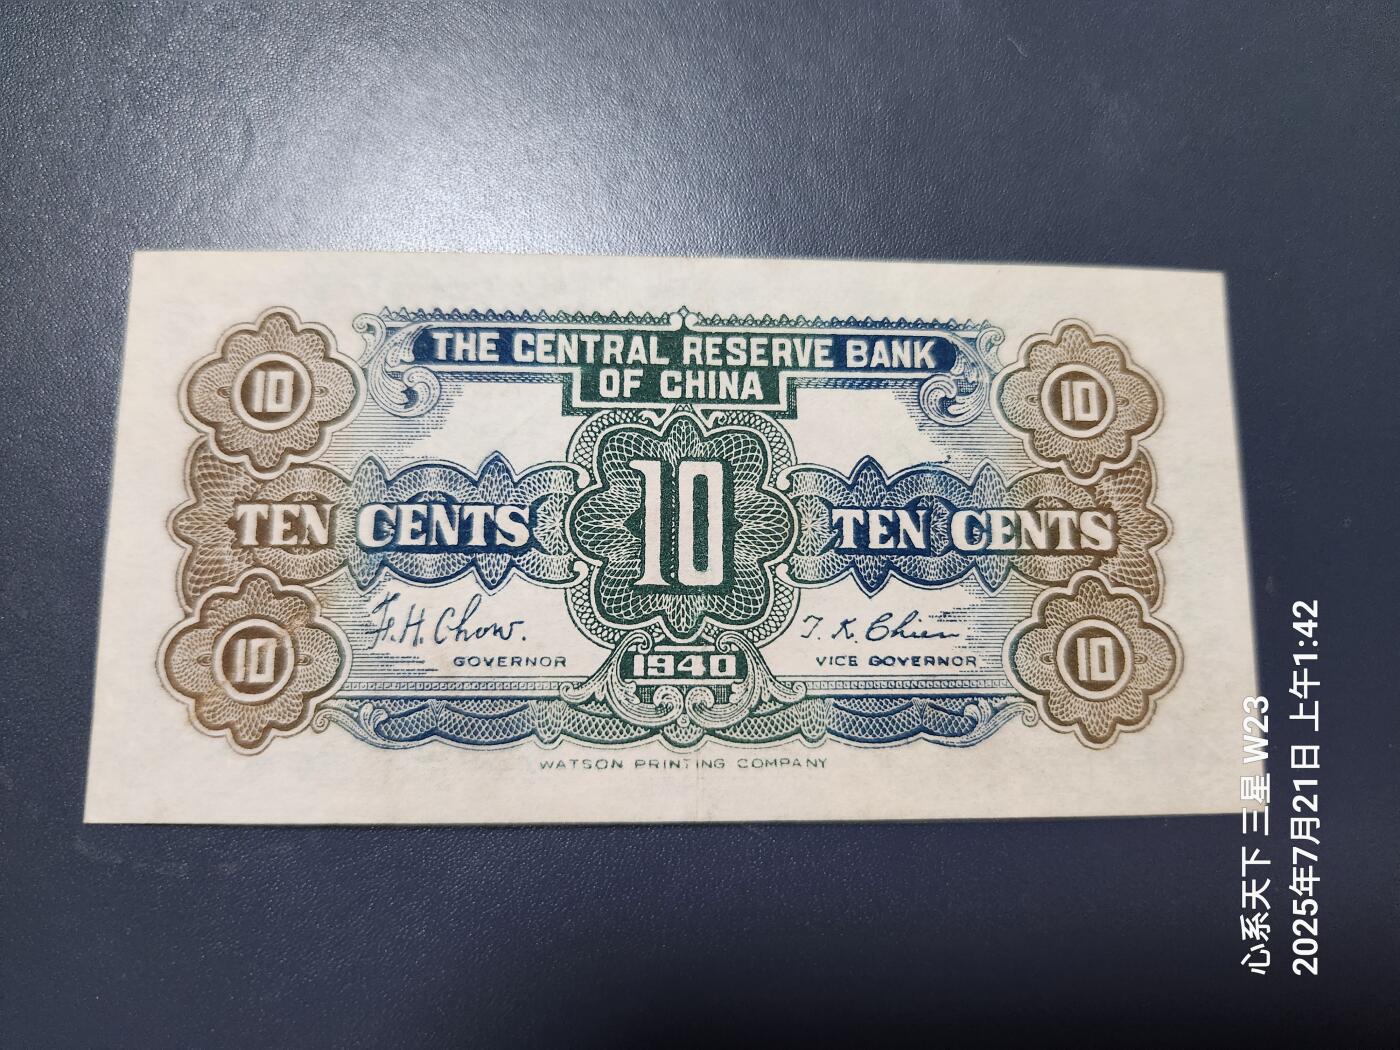 THE CENTRAL RESERVE BANK
OF CHINA
10
10
10
TEN CENTS
TEN CENTS
F. H. Chow.
T. K. Chien
GOVERNOR
1940
VICE GOVERNOR
10
10
WATSON PRINTING COMPANY
心系天下 三星 W23
2025年7月21日 上午1:42